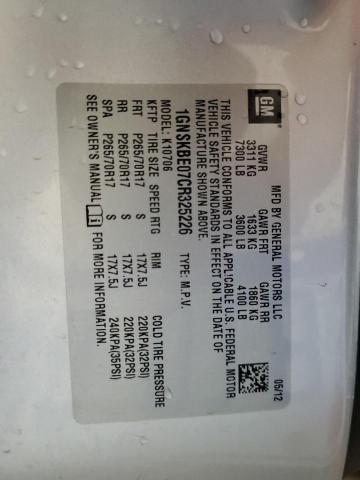 GM
MFD BY GENERAL MOTORS LLC 05/12
GVWR GAWR FRT GAWR RR
3311 KG 1633 KG 1860 KG
7300 LB 3600 LB 4100 LB
THIS VEHICLE CONFORMS TO ALL APPLICABLE U.S. FEDERAL MOTOR
VEHICLE SAFETY STANDARDS IN EFFECT ON THE DATE OF
MANUFACTURE SHOWN ABOVE.
1GNSKBE07CR325226 TYPE: M.P.V.
MODEL: K10706
KFTP TIRE SIZE SPEED RTG RIM COLD TIRE PRESSURE
FRT P265/70R17 S 17X7.5J 220KPA(32PSI)
RR P265/70R17 S 17X7.5J 220KPA(32PSI)
SPA P265/70R17 S 17X7.5J 240KPA(35PSI)
SEE OWNER'S MANUAL FOR MORE INFORMATION.